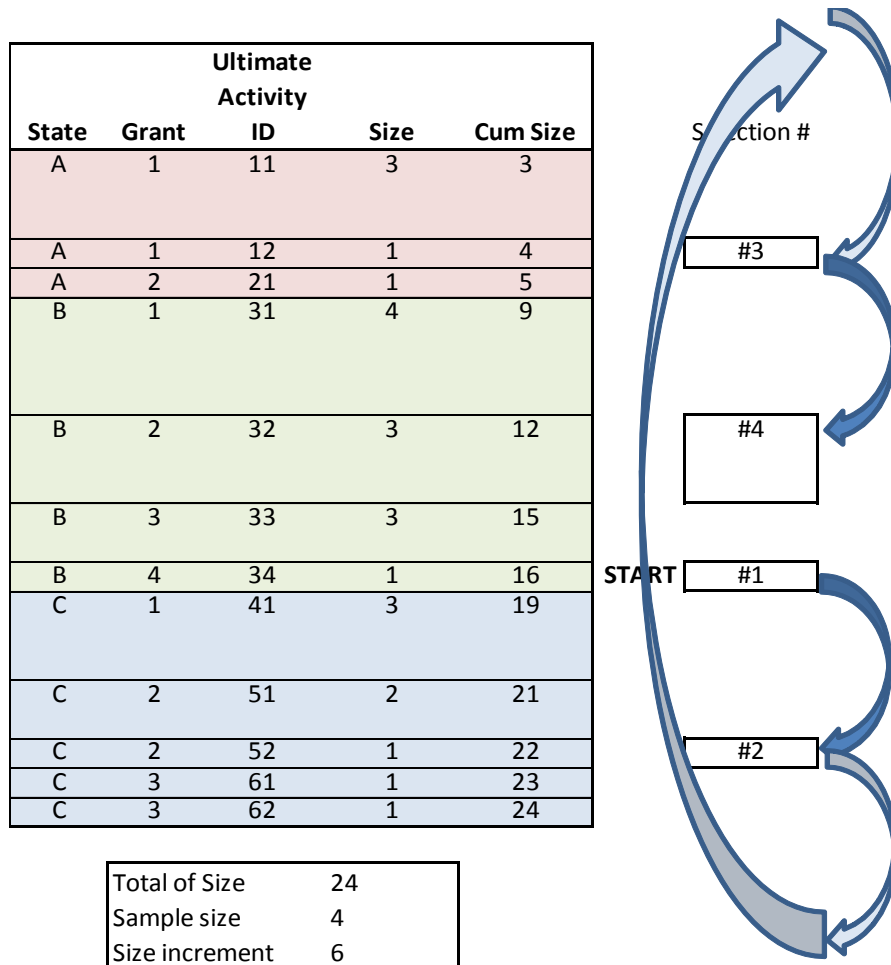 Ultimate
Activity
State Grant ID Size Cum Size S ection #
A 1 11 3 3
A 1 12 1 4 #3
A 2 21 1 5
B 1 31 4 9
B 2 32 3 12 #4
B 3 33 3 15
B 4 34 1 16 START #1
C 1 41 3 19
C 2 51 2 21
C 2 52 1 22 #2
C 3 61 1 23
C 3 62 1 24
Total of Size 24
Sample size 4
Size increment 6